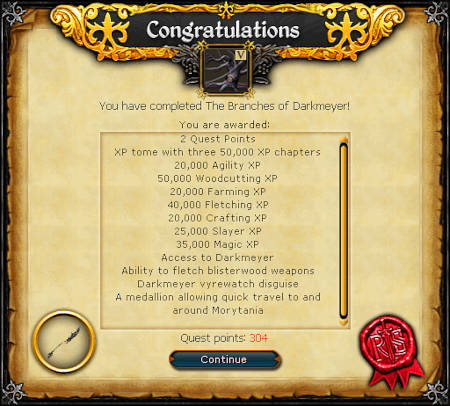 Congratulations
V
You have completed The Branches of Darkmeyer!
You are awarded:
2 Quest Points
XP tome with three 50,000 XP chapters
20,000 Agility XP
50,000 Woodcutting XP
20,000 Farming XP
40,000 Fletching XP
20,000 Crafting XP
25,000 Slayer XP
35,000 Magic XP
Access to Darkmeyer
Ability to fletch blisterwood weapons
Darkmeyer vyrewatch disguise
A medallion allowing quick travel to and
around Morytania
Quest points: 304
Continue
RS